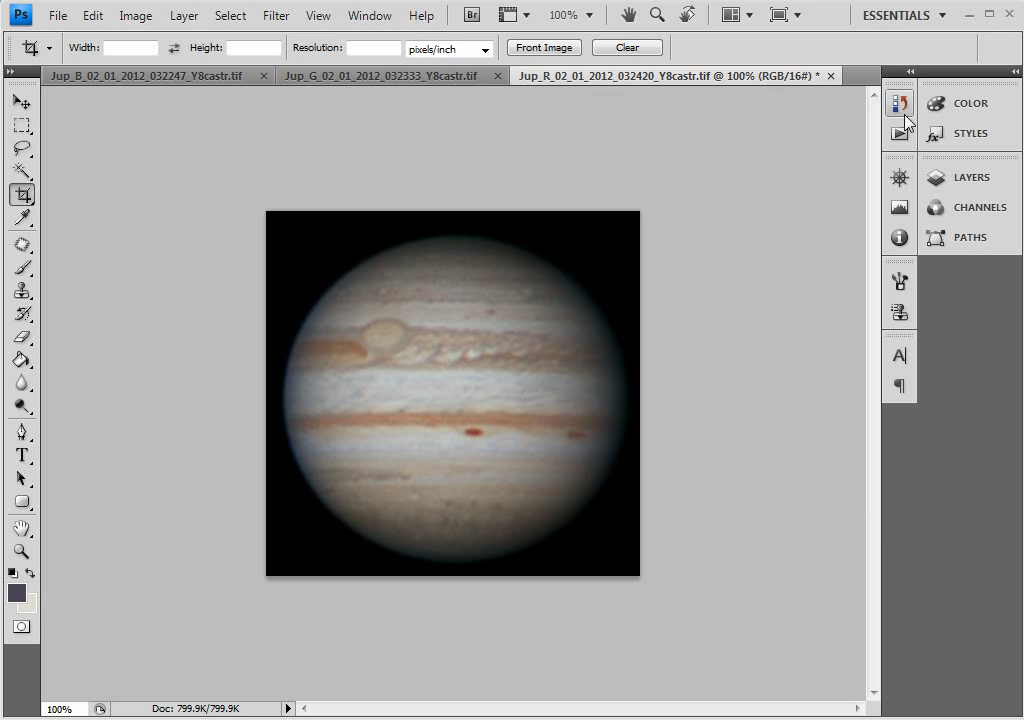 Ps File Edit Image Layer Select Filter View Window Help Br 100% ESSENTIALS
Width: Height: Resolution: pixels/inch Front Image Clear
Jup_B_02_01_2012_032247_Y8castr.tif Jup_G_02_01_2012_032333_Y8castr.tif Jup_R_02_01_2012_032420_Y8castr.tif @ 100% (RGB/16#) *
COLOR
STYLES
LAYERS
CHANNELS
PATHS
100% Doc: 799.9K/799.9K